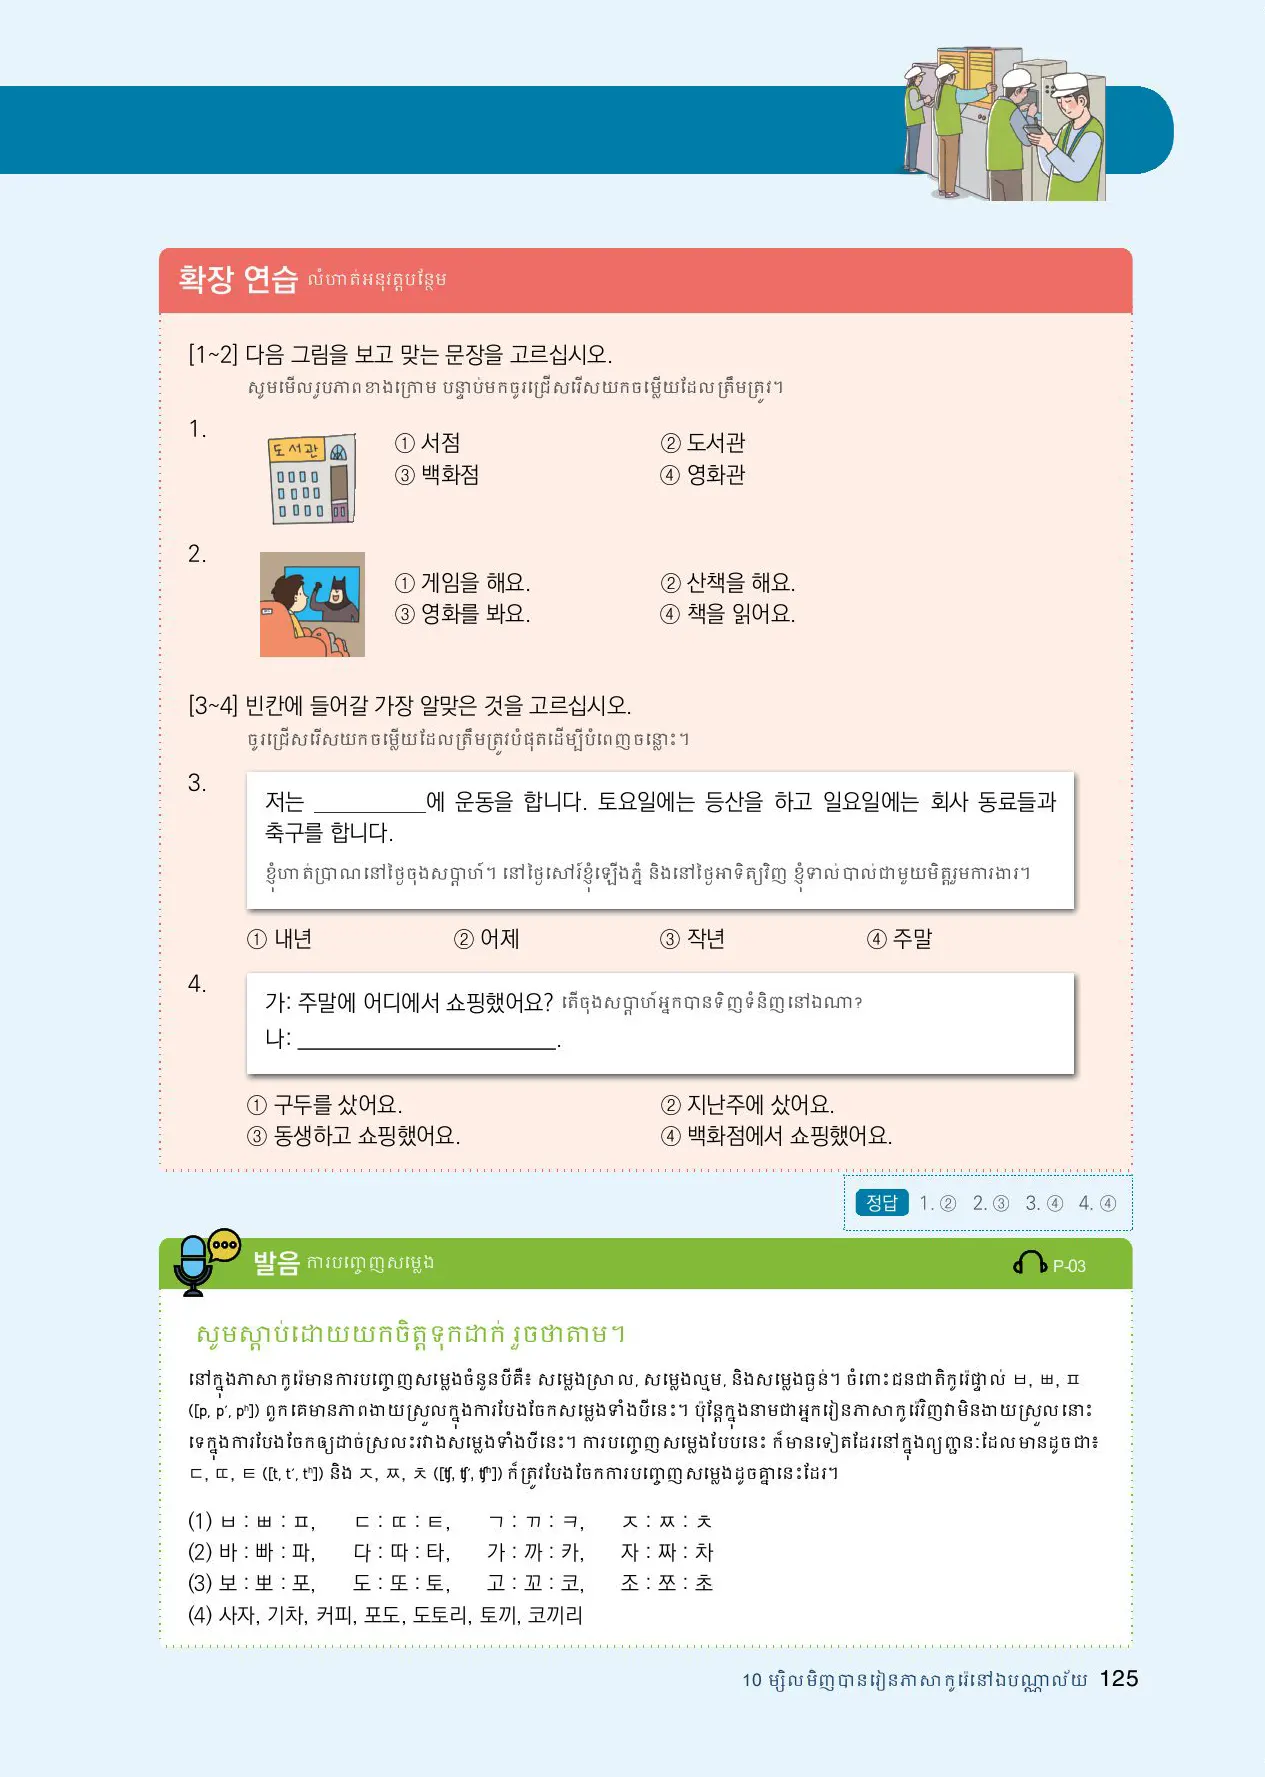 확장 연습 លំហាត់អនុវត្តបន្ថែម
[1~2] 다음 그림을 보고 맞는 문장을 고르십시오.
សូមមើលរូបភាពខាងក្រោម បន្ទាប់មកចូរជ្រើសរើសយកចម្លើយដែលត្រឹមត្រូវ។
1.
도서관
① 서점 ② 도서관
③ 백화점 ④ 영화관
2.
① 게임을 해요. ② 산책을 해요.
③ 영화를 봐요. ④ 책을 읽어요.
[3~4] 빈칸에 들어갈 가장 알맞은 것을 고르십시오.
ចូរជ្រើសរើសយកចម្លើយដែលត្រឹមត្រូវបំផុតដើម្បីបំពេញចន្លោះ។
3.
저는 __________에 운동을 합니다. 토요일에는 등산을 하고 일요일에는 회사 동료들과
축구를 합니다.
ខ្ញុំហាត់ប្រាណនៅថ្ងៃចុងសប្ដាហ៍។ នៅថ្ងៃសៅរ៍ខ្ញុំឡើងភ្នំ និងនៅថ្ងៃអាទិត្យវិញ ខ្ញុំទាល់បាល់ជាមួយមិត្តរួមការងារ។
① 내년 ② 어제 ③ 작년 ④ 주말
4.
가: 주말에 어디에서 쇼핑했어요? តើចុងសប្ដាហ៍អ្នកបានទិញទំនិញនៅឯណា?
나: ______________________.
① 구두를 샀어요. ② 지난주에 샀어요.
③ 동생하고 쇼핑했어요. ④ 백화점에서 쇼핑했어요.
정답 1. ② 2. ③ 3. ④ 4. ④
발음 ការបញ្ចេញសម្លេង P-03
សូមស្ដាប់ដោយយកចិត្តទុកដាក់ រួចថាតាម។
នៅក្នុងភាសាកូរ៉េមានការបញ្ចេញសម្លេងចំនួនបីគឺ៖ សម្លេងស្រាល, សម្លេងល្មម, និងសម្លេងធ្ងន់។ ចំពោះជនជាតិកូរ៉េផ្ទាល់ ㅂ, ㅃ, ㅍ
([p, p′, pʰ]) ពួកគេមានភាពងាយស្រួលក្នុងការបែងចែកសម្លេងទាំងបីនេះ។ ប៉ុន្តែក្នុងនាមជាអ្នករៀនភាសាកូរ៉េវិញវាមិនងាយស្រួលនោះ
ទេក្នុងការបែងចែកឲ្យដាច់ស្រលះរវាងសម្លេងទាំងបីនេះ។ ការបញ្ចេញសម្លេងបែបនេះ ក៏មានទៀតដែរនៅក្នុងព្យញ្ជនៈដែលមានដូចជា៖
ㄷ, ㄸ, ㅌ ([t, t′, tʰ]) និង ㅈ, ㅉ, ㅊ ([ʧ, ʧ′, ʧʰ]) ក៏ត្រូវបែងចែកការបញ្ចេញសម្លេងដូចគ្នានេះដែរ។
(1) ㅂ : ㅃ : ㅍ, ㄷ : ㄸ : ㅌ, ㄱ : ㄲ : ㅋ, ㅈ : ㅉ : ㅊ
(2) 바 : 빠 : 파, 다 : 따 : 타, 가 : 까 : 카, 자 : 짜 : 차
(3) 보 : 뽀 : 포, 도 : 또 : 토, 고 : 꼬 : 코, 조 : 쪼 : 초
(4) 사자, 기차, 커피, 포도, 도토리, 토끼, 코끼리
10 ម្សិលមិញបានរៀនភាសាកូរ៉េនៅឯបណ្ណាល័យ 125